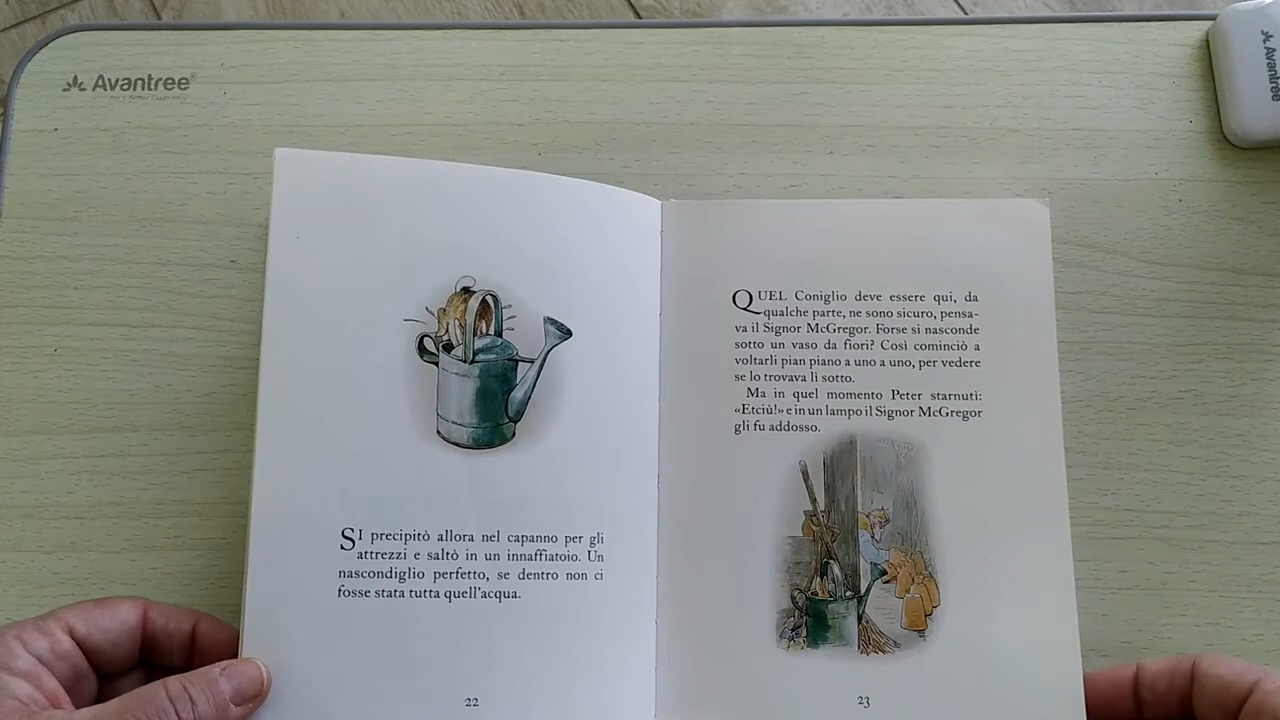 Avantree
Avantree
SI precipitò allora nel capanno per gli
attrezzi e saltò in un innaffiatoio. Un
nascondiglio perfetto, se dentro non ci
fosse stata tutta quell'acqua.
22
QUEL Coniglio deve essere qui, da
qualche parte, ne sono sicuro, pensa-
va il Signor McGregor. Forse si nasconde
sotto un vaso da fiori? Così cominciò a
voltarli pian piano a uno a uno, per vedere
se lo trovava lì sotto.
Ma in quel momento Peter starnutì:
«Etciù!» e in un lampo il Signor McGregor
gli fu addosso.
23